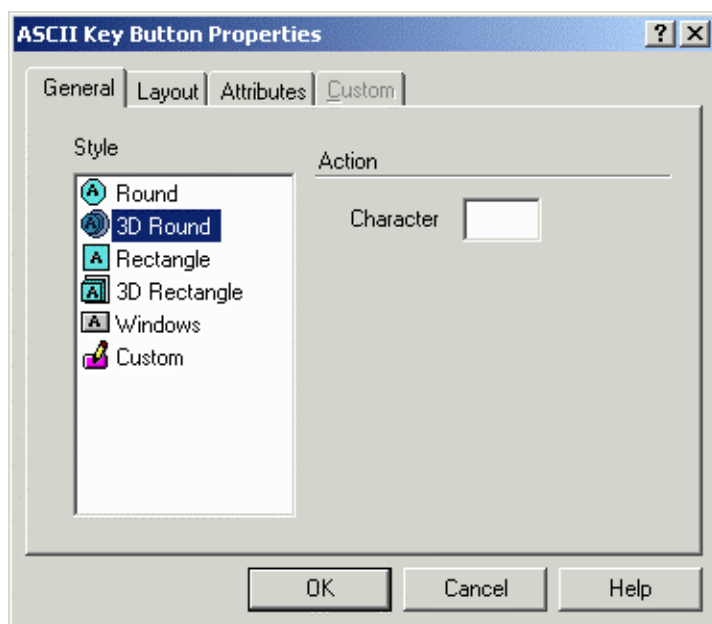 ASCII Key Button Properties
General Layout Attributes Custom
Style
Action
Round
3D Round
Character
Rectangle
3D Rectangle
Windows
Custom
OK Cancel Help